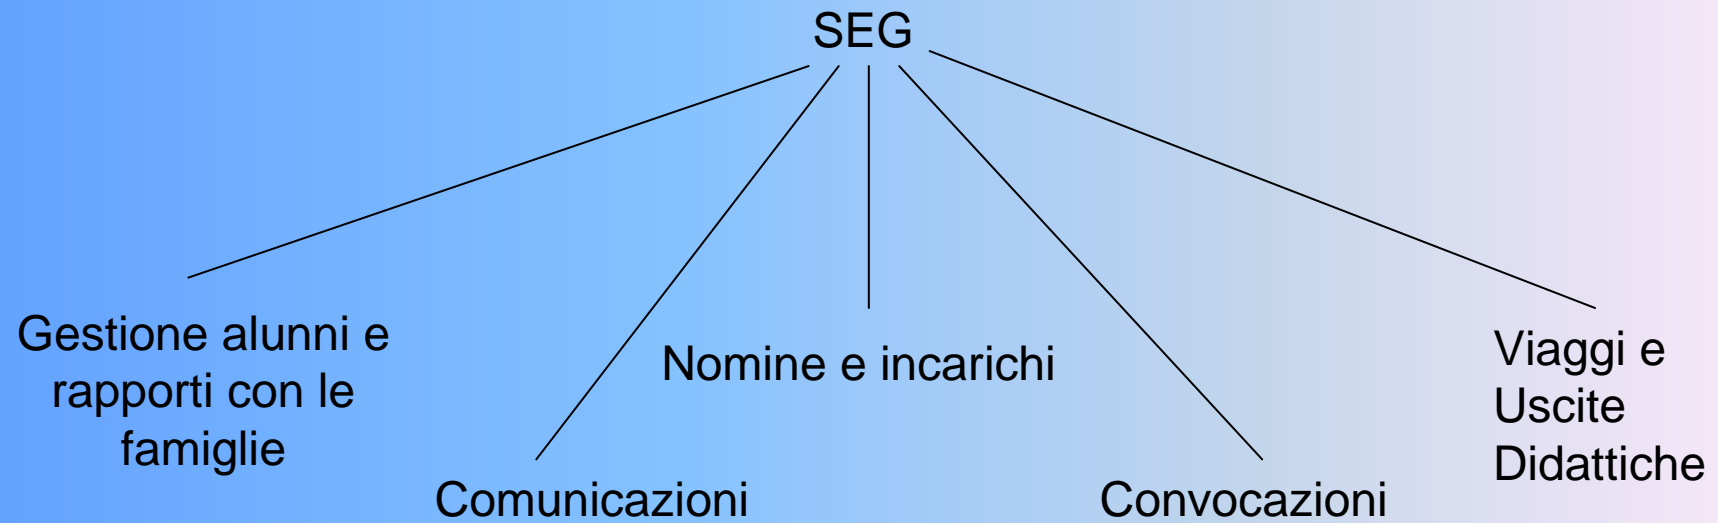 SEG
Gestione alunni e
rapporti con le
famiglie
Comunicazioni
Nomine e incarichi
Convocazioni
Viaggi e
Uscite
Didattiche